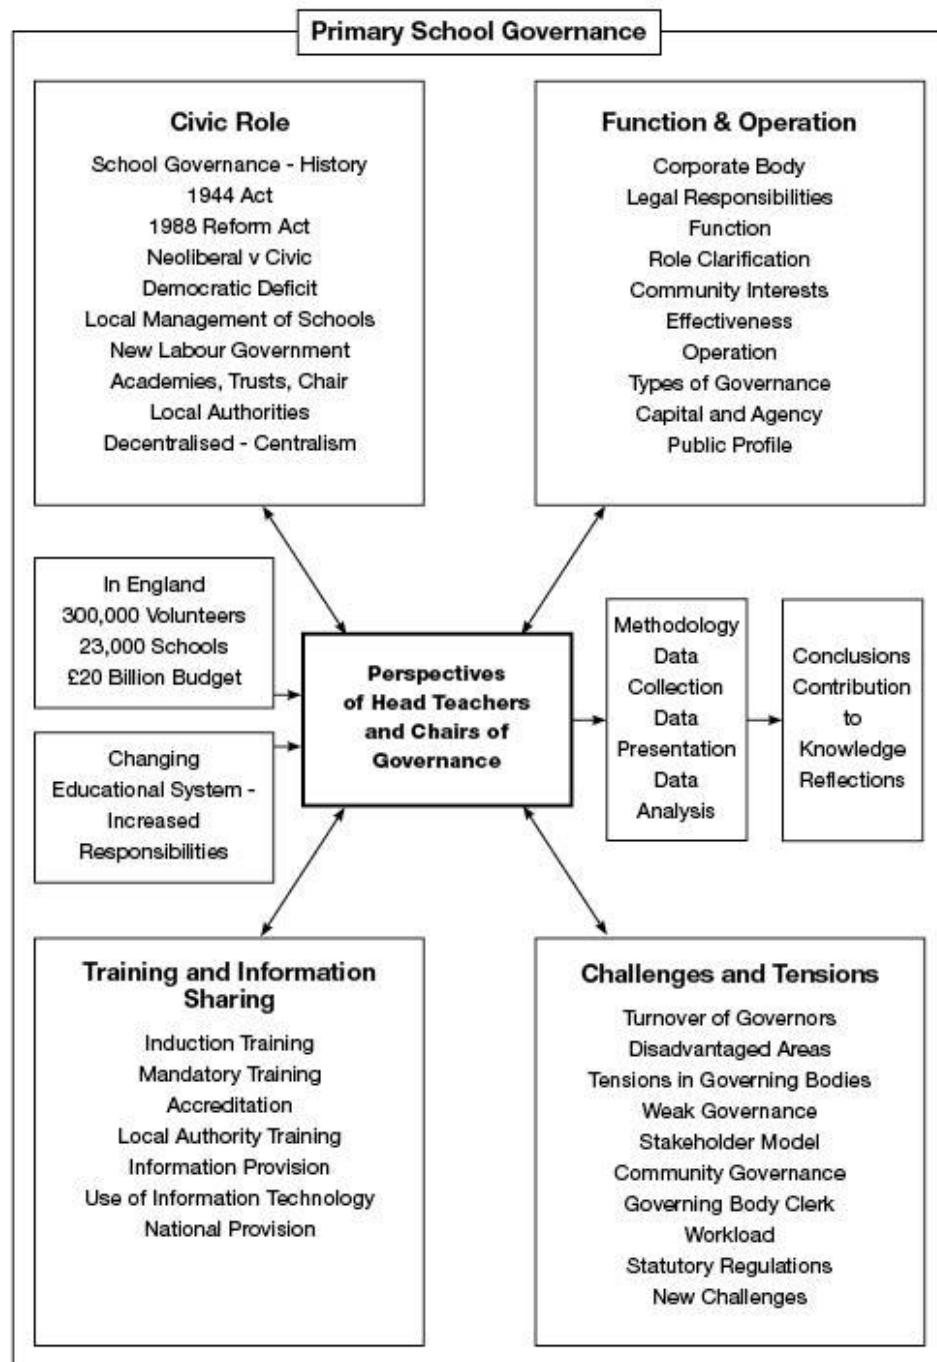 Primary School Governance
Civic Role
School Governance - History
1944 Act
1988 Reform Act
Neoliberal v Civic
Democratic Deficit
Local Management of Schools
New Labour Government
Academies, Trusts, Chair
Local Authorities
Decentralised - Centralism
Function & Operation
Corporate Body
Legal Responsibilities
Function
Role Clarification
Community Interests
Effectiveness
Operation
Types of Governance
Capital and Agency
Public Profile
In England
300,000 Volunteers
23,000 Schools
£20 Billion Budget
Changing
Educational System -
Increased
Responsibilities
Perspectives
of Head Teachers
and Chairs of
Governance
Methodology
Data
Collection
Data
Presentation
Data
Analysis
Conclusions
Contribution
to
Knowledge
Reflections
Training and Information
Sharing
Induction Training
Mandatory Training
Accreditation
Local Authority Training
Information Provision
Use of Information Technology
National Provision
Challenges and Tensions
Turnover of Governors
Disadvantaged Areas
Tensions in Governing Bodies
Weak Governance
Stakeholder Model
Community Governance
Governing Body Clerk
Workload
Statutory Regulations
New Challenges